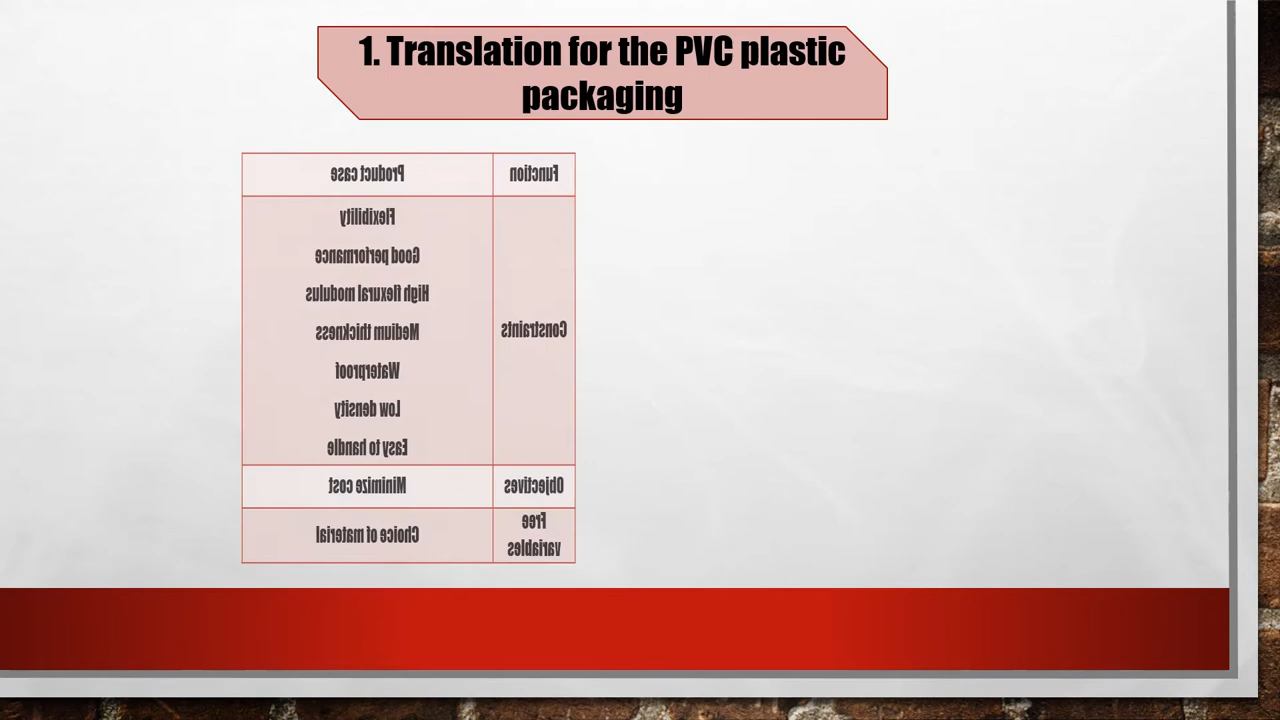 1. Translation for the PVC plastic
packaging
Function
Product case
Constraints
Flexibility
Good performance
High flexural modulus
Medium thickness
Waterproof
Low density
Easy to handle
Objectives
Minimize cost
Free
variables
Choice of material